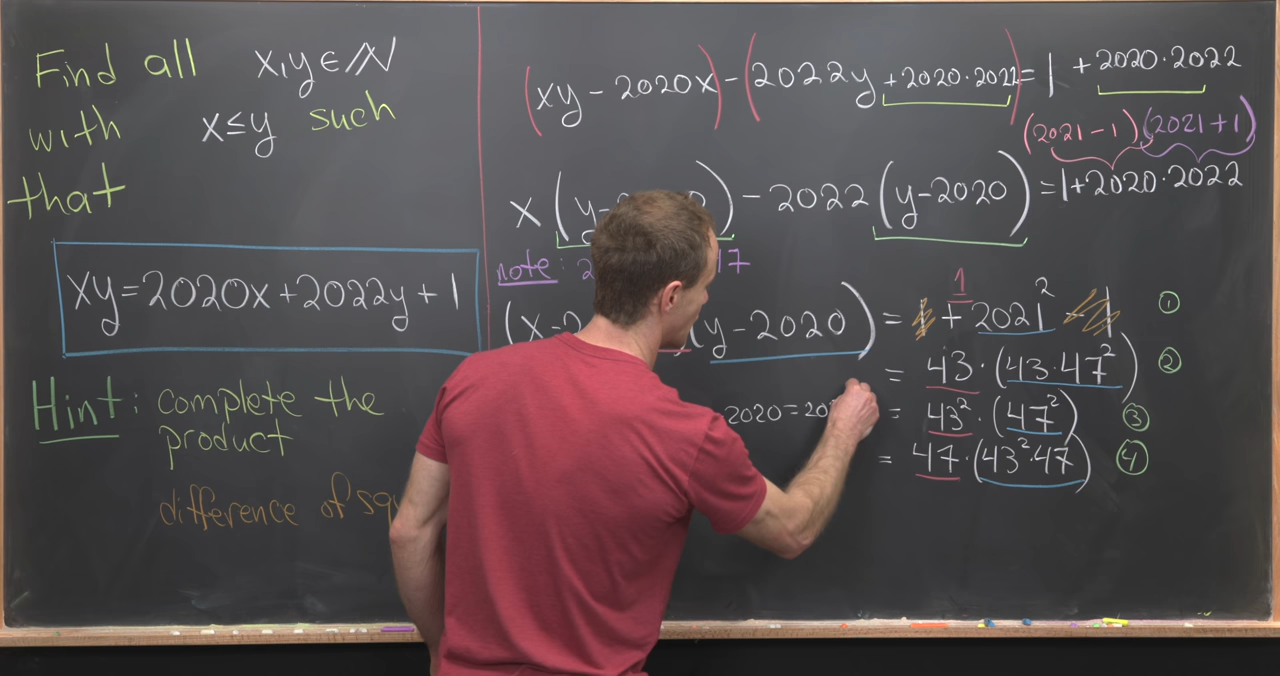 Find all x,y∈ℕ
with x≤y such
that
xy=2020x+2022y+1
Hint: complete the
product
difference of
(xy-2020x)-(2022y+2020·2022)=1+2020·2022
(2021-1)(2021+1)
x(y- )-2022(y-2020)=1+2020·2022
note: 2 47
1
(x-2 (y-2020)=1+2021²-1 ①
=43·(43·47²) ②
2020=20 =43²·(47²) ③
=47·(43²·47) ④